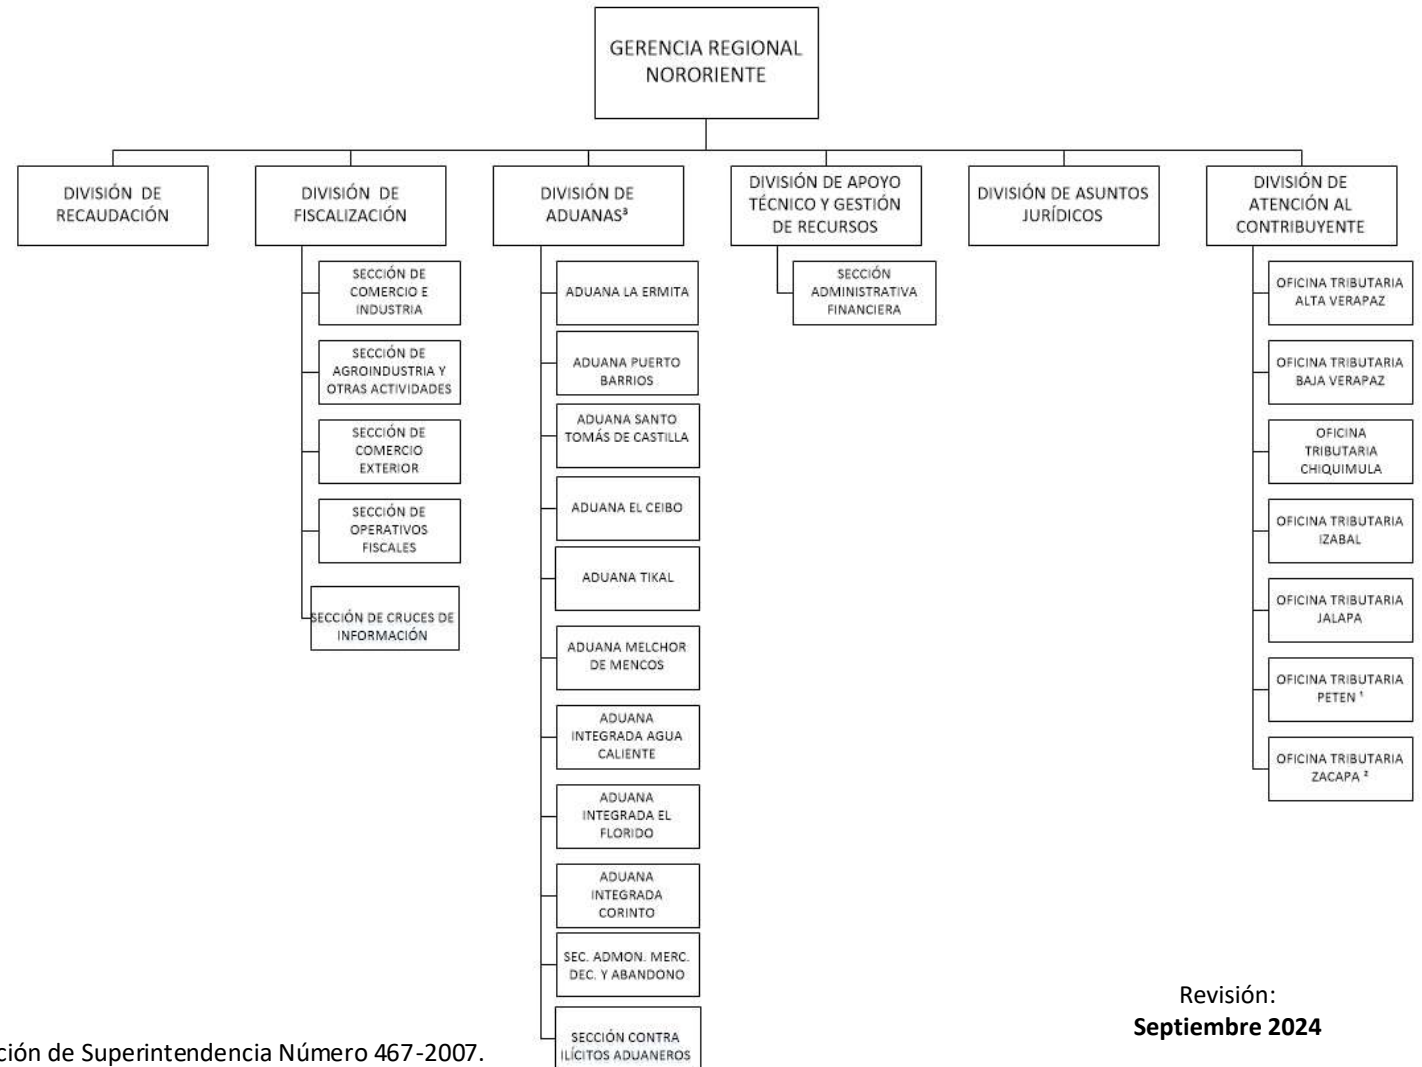 GERENCIA REGIONAL
NORORIENTE
DIVISIÓN DE
RECAUDACIÓN
DIVISIÓN DE
FISCALIZACIÓN
SECCIÓN DE
COMERCIO E
INDUSTRIA
SECCIÓN DE
AGROINDUSTRIA Y
OTRAS ACTIVIDADES
SECCIÓN DE
COMERCIO
EXTERIOR
SECCIÓN DE
OPERATIVOS
FISCALES
SECCIÓN DE CRUCES DE
INFORMACIÓN
DIVISIÓN DE
ADUANAS³
ADUANA LA ERMITA
ADUANA PUERTO
BARRIOS
ADUANA SANTO
TOMÁS DE CASTILLA
ADUANA EL CEIBO
ADUANA TIKAL
ADUANA MELCHOR
DE MENCOS
ADUANA
INTEGRADA AGUA
CALIENTE
ADUANA
INTEGRADA EL
FLORIDO
ADUANA
INTEGRADA
CORINTO
SEC. ADMON. MERC.
DEC. Y ABANDONO
SECCIÓN CONTRA
ILÍCITOS ADUANEROS
DIVISIÓN DE APOYO
TÉCNICO Y GESTIÓN
DE RECURSOS
SECCIÓN
ADMINISTRATIVA
FINANCIERA
DIVISIÓN DE ASUNTOS
JURÍDICOS
DIVISIÓN DE
ATENCIÓN AL
CONTRIBUYENTE
OFICINA TRIBUTARIA
ALTA VERAPAZ
OFICINA TRIBUTARIA
BAJA VERAPAZ
OFICINA
TRIBUTARIA
CHIQUIMULA
OFICINA TRIBUTARIA
IZABAL
OFICINA TRIBUTARIA
JALAPA
OFICINA TRIBUTARIA
PETEN ¹
OFICINA TRIBUTARIA
ZACAPA ²
Revisión:
Septiembre 2024
ción de Superintendencia Número 467-2007.